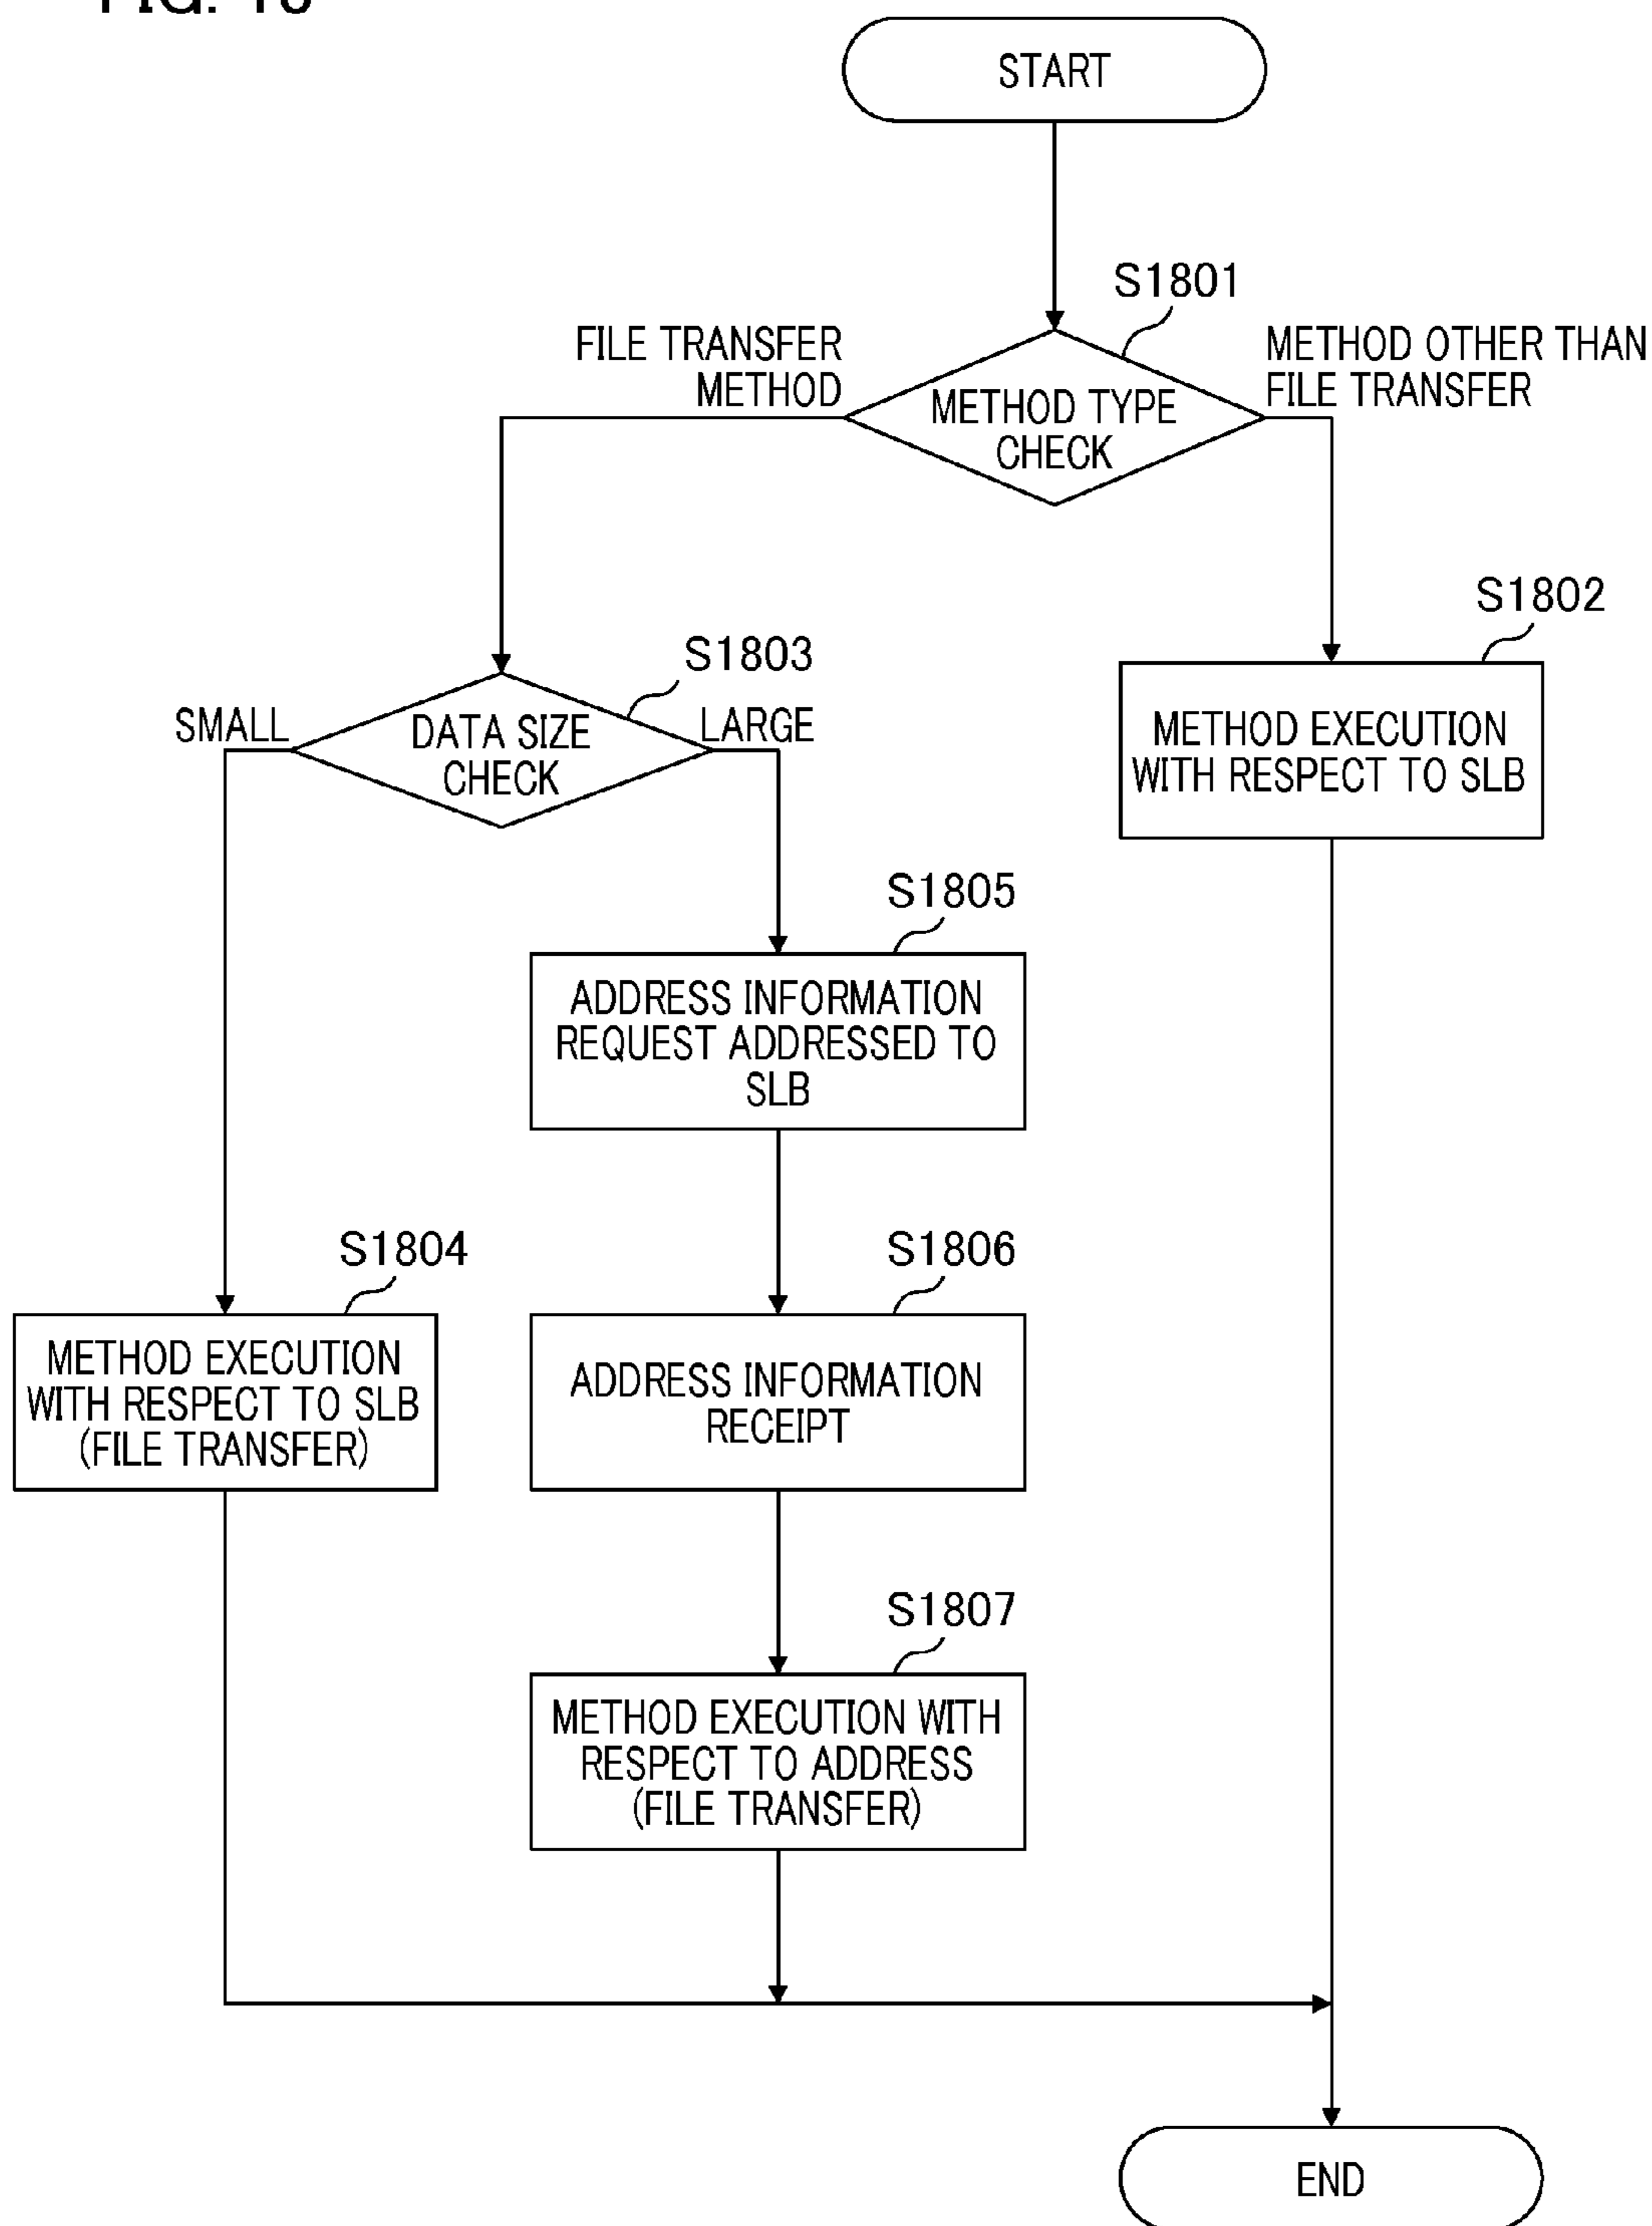 START
S1801
FILE TRANSFER
METHOD
METHOD OTHER THAN
FILE TRANSFER
METHOD TYPE
CHECK
S1802
METHOD EXECUTION
WITH RESPECT TO SLB
S1803
SMALL
LARGE
DATA SIZE
CHECK
S1805
ADDRESS INFORMATION
REQUEST ADDRESSED TO
SLB
S1804
METHOD EXECUTION
WITH RESPECT TO SLB
(FILE TRANSFER)
S1806
ADDRESS INFORMATION
RECEIPT
S1807
METHOD EXECUTION WITH
RESPECT TO ADDRESS
(FILE TRANSFER)
END